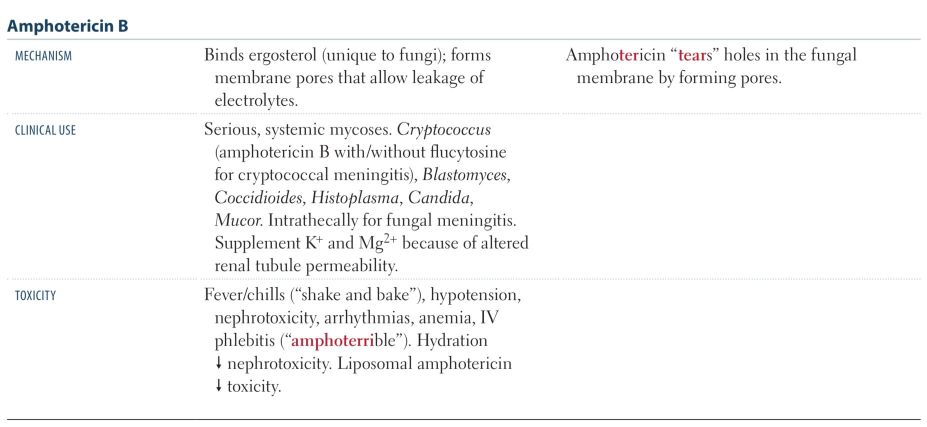 Amphotericin B
MECHANISM
Binds ergosterol (unique to fungi); forms
membrane pores that allow leakage of
electrolytes.
Amphotericin “tears” holes in the fungal
membrane by forming pores.
CLINICAL USE
Serious, systemic mycoses. Cryptococcus
(amphotericin B with/without flucytosine
for cryptococcal meningitis), Blastomyces,
Coccidioides, Histoplasma, Candida,
Mucor. Intrathecally for fungal meningitis.
Supplement K⁺ and Mg²⁺ because of altered
renal tubule permeability.
TOXICITY
Fever/chills (“shake and bake”), hypotension,
nephrotoxicity, arrhythmias, anemia, IV
phlebitis (“amphoterrible”). Hydration
↓ nephrotoxicity. Liposomal amphotericin
↓ toxicity.